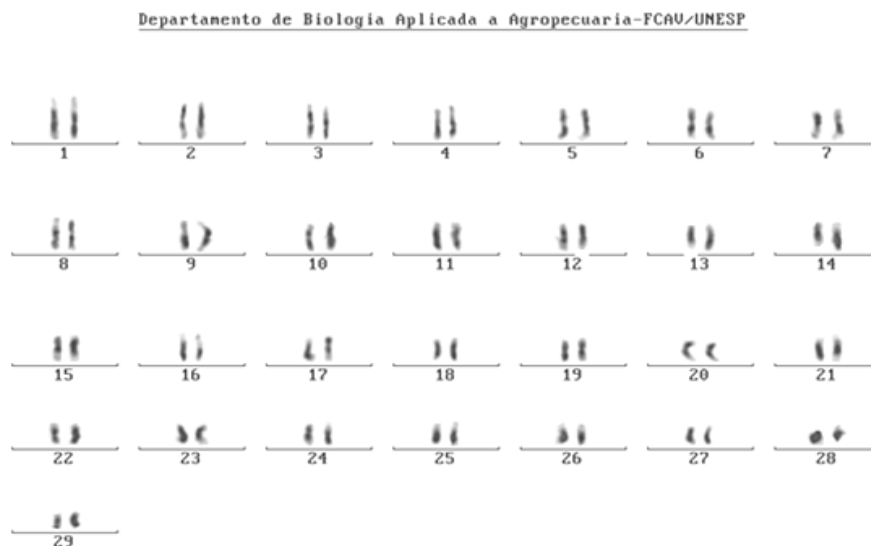 Departamento de Biologia Aplicada a Agropecuaria-FCAV/UNESP
1 2 3 4 5 6 7
8 9 10 11 12 13 14
15 16 17 18 19 20 21
22 23 24 25 26 27 28
29